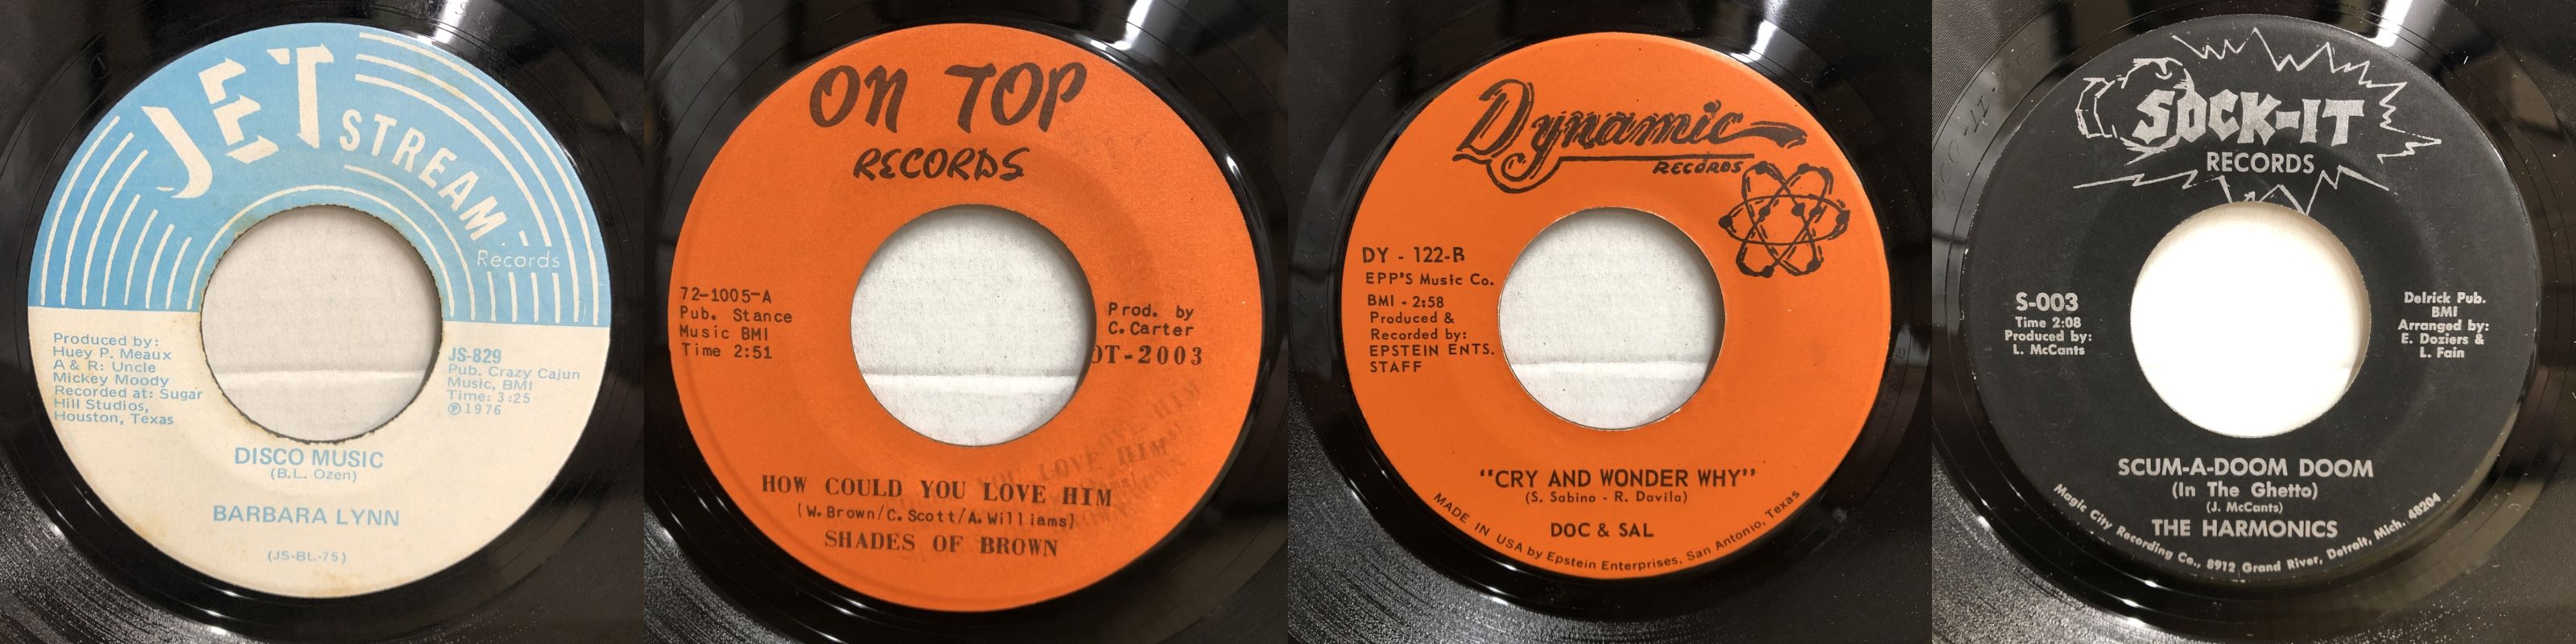 JET
STREAM
Records
Produced by:
Huey P. Meaux
A & R: Uncle
Mickey Moody
Recorded at: Sugar
Hill Studios,
Houston, Texas
JS-829
Pub. Crazy Cajun
Music, BMI
Time: 3:25
℗1976
DISCO MUSIC
(B.L. Ozen)
BARBARA LYNN
(JS-BL-75)
ON TOP
RECORDS
72-1005-A
Pub. Stance
Music BMI
Time 2:51
Prod. by
C. Carter
OT-2003
HOW COULD YOU LOVE HIM
(W.Brown/C.Scott/A.Williams)
SHADES OF BROWN
Dynamic
RECORDS
DY - 122-B
EPP'S Music Co.
BMI - 2:58
Produced &
Recorded by:
EPSTEIN ENTS.
STAFF
"CRY AND WONDER WHY"
(S. Sabino - R. Davila)
DOC & SAL
MADE IN USA by Epstein Enterprises, San Antonio, Texas
SOCK-IT
RECORDS
S-003
Time 2:08
Produced by:
L. McCants
Delrick Pub.
BMI
Arranged by:
E. Doziers &
L. Fain
SCUM-A-DOOM DOOM
(In The Ghetto)
(J. McCants)
THE HARMONICS
Magic City Recording Co., 8912 Grand River, Detroit, Mich. 48204